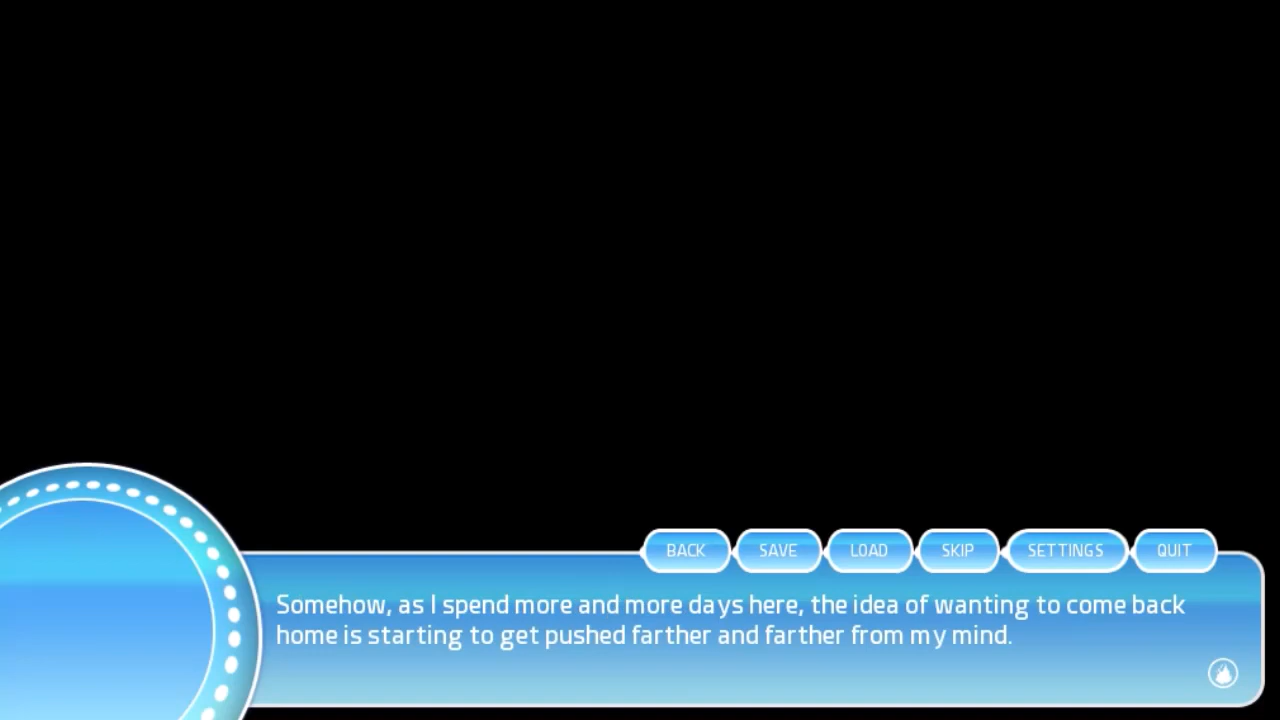 BACK SAVE LOAD SKIP SETTINGS QUIT
Somehow, as I spend more and more days here, the idea of wanting to come back
home is starting to get pushed farther and farther from my mind.